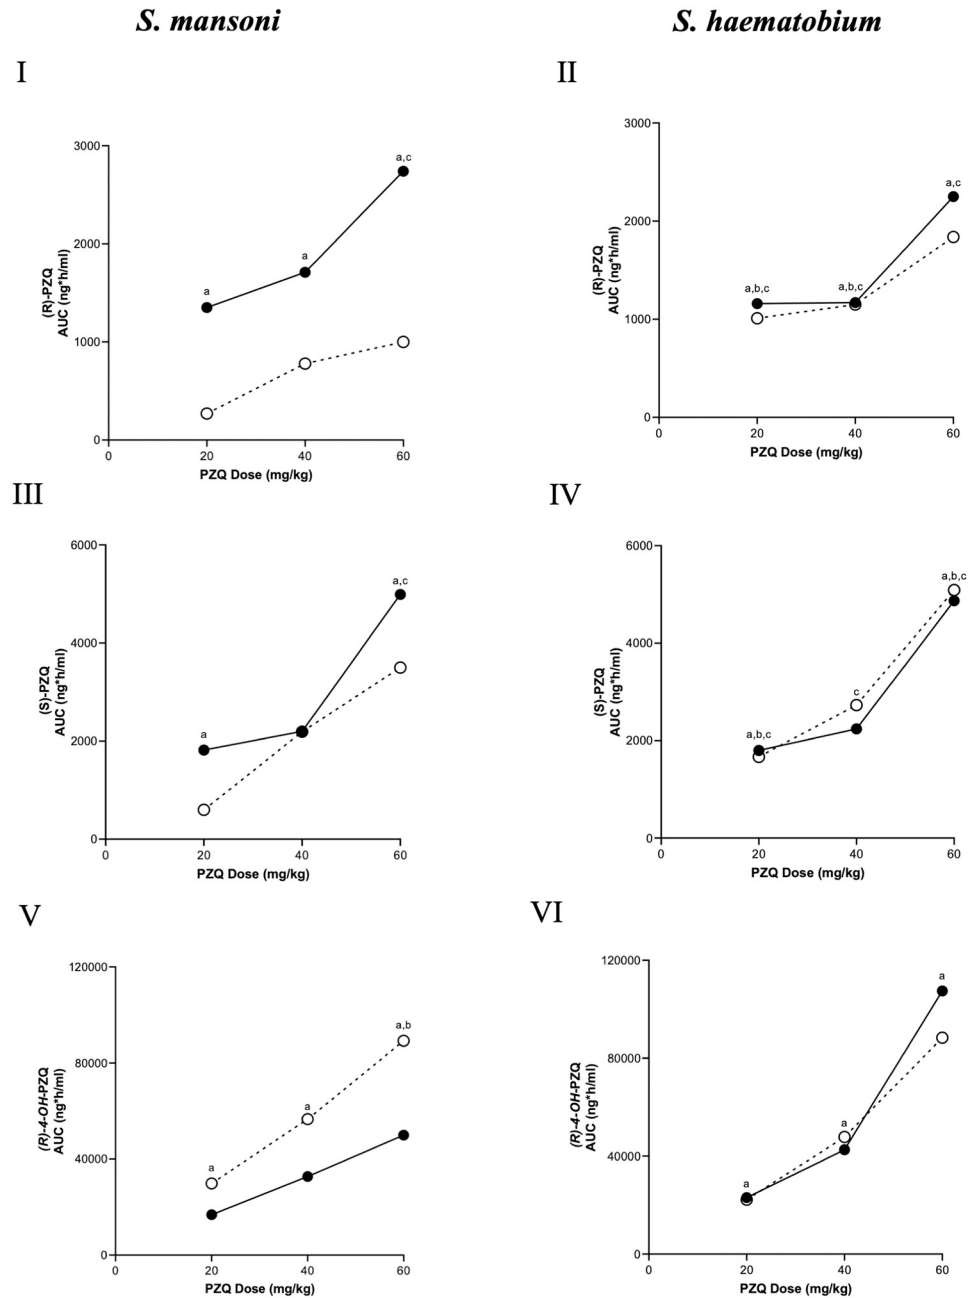 S. mansoni
S. haematobium
I
II
3000
2000
1000
0
0
20
40
60
(R)-PZQ
AUC (ng*h/ml)
PZQ Dose (mg/kg)
a
a
a,c
3000
2000
1000
0
0
20
40
60
(R)-PZQ
AUC (ng*h/ml)
PZQ Dose (mg/kg)
a,b,c
a,b,c
a,c
III
IV
6000
4000
2000
0
0
20
40
60
(S)-PZQ
AUC (ng*h/ml)
PZQ Dose (mg/kg)
a
a,c
6000
4000
2000
0
0
20
40
60
(S)-PZQ
AUC (ng*h/ml)
PZQ Dose (mg/kg)
a,b,c
c
a,b,c
V
VI
120000
80000
40000
0
0
20
40
60
(R)-4-OH-PZQ
AUC (ng*h/ml)
PZQ Dose (mg/kg)
a
a
a,b
120000
80000
40000
0
0
20
40
60
(R)-4-OH-PZQ
AUC (ng*h/ml)
PZQ Dose (mg/kg)
a
a
a